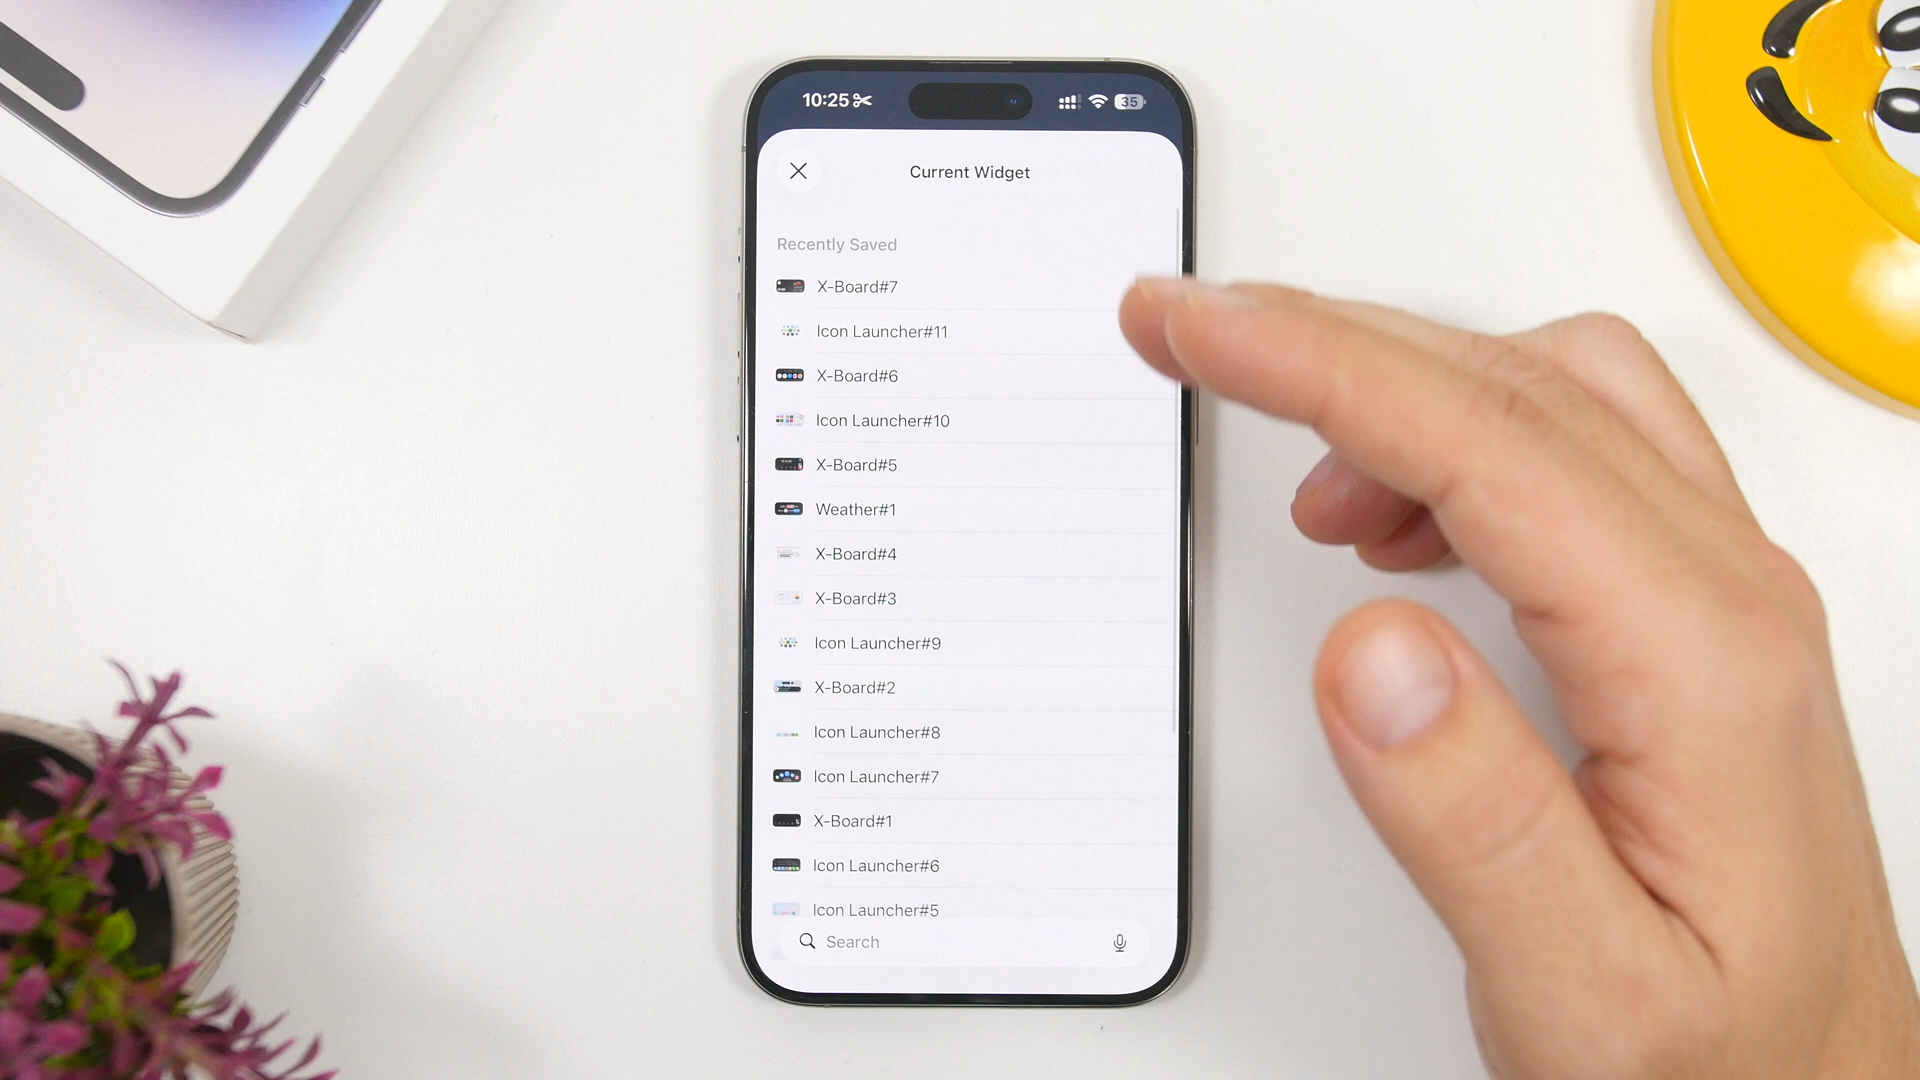 10:25
35
Current Widget
Recently Saved
X-Board#7
Icon Launcher#11
X-Board#6
Icon Launcher#10
X-Board#5
Weather#1
X-Board#4
X-Board#3
Icon Launcher#9
X-Board#2
Icon Launcher#8
Icon Launcher#7
X-Board#1
Icon Launcher#6
Icon Launcher#5
Search